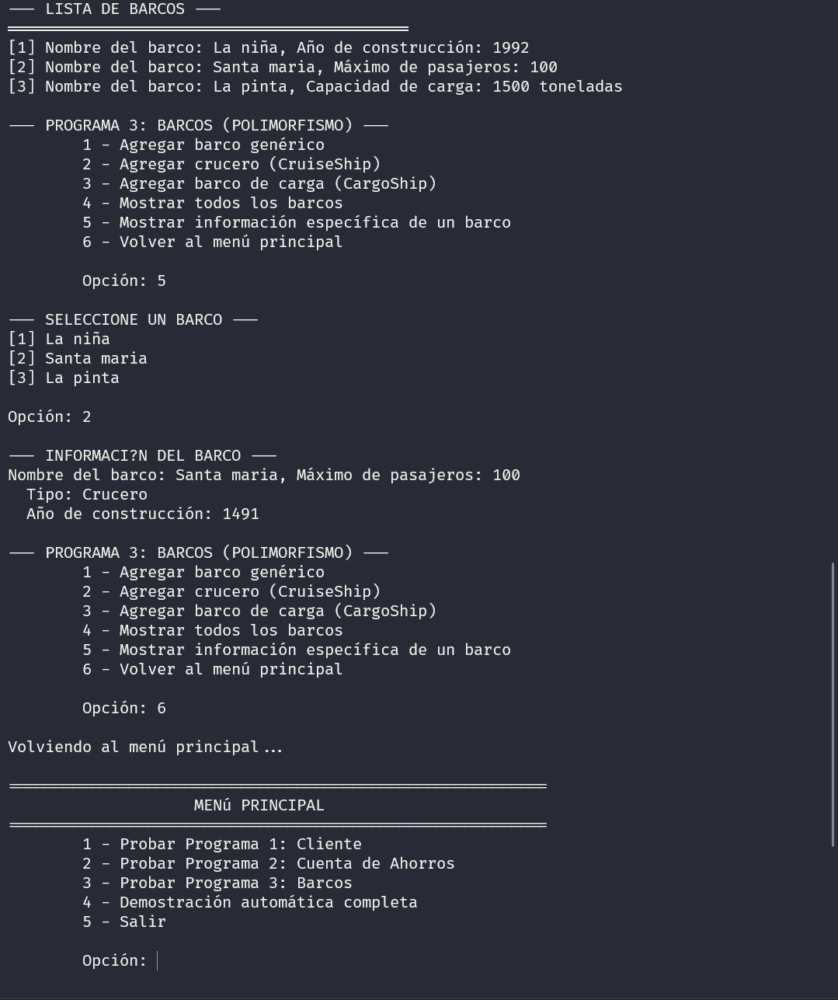 --- LISTA DE BARCOS ---
===========================================
[1] Nombre del barco: La niña, Año de construcción: 1992
[2] Nombre del barco: Santa maria, Máximo de pasajeros: 100
[3] Nombre del barco: La pinta, Capacidad de carga: 1500 toneladas
--- PROGRAMA 3: BARCOS (POLIMORFISMO) ---
1 - Agregar barco genérico
2 - Agregar crucero (CruiseShip)
3 - Agregar barco de carga (CargoShip)
4 - Mostrar todos los barcos
5 - Mostrar información específica de un barco
6 - Volver al menú principal
Opción: 5
--- SELECCIONE UN BARCO ---
[1] La niña
[2] Santa maria
[3] La pinta
Opción: 2
--- INFORMACI?N DEL BARCO ---
Nombre del barco: Santa maria, Máximo de pasajeros: 100
Tipo: Crucero
Año de construcción: 1491
--- PROGRAMA 3: BARCOS (POLIMORFISMO) ---
1 - Agregar barco genérico
2 - Agregar crucero (CruiseShip)
3 - Agregar barco de carga (CargoShip)
4 - Mostrar todos los barcos
5 - Mostrar información específica de un barco
6 - Volver al menú principal
Opción: 6
Volviendo al menú principal...
==========================================================
MENú PRINCIPAL
==========================================================
1 - Probar Programa 1: Cliente
2 - Probar Programa 2: Cuenta de Ahorros
3 - Probar Programa 3: Barcos
4 - Demostración automática completa
5 - Salir
Opción: